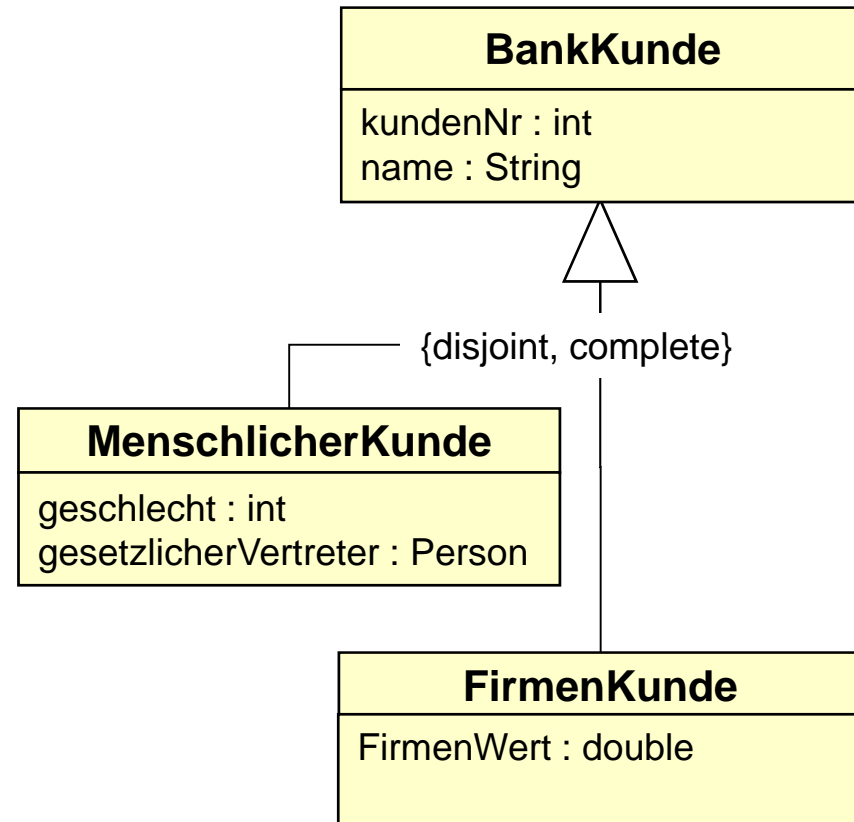 BankKunde
kundenNr : int
name : String
{disjoint, complete}
MenschlicherKunde
geschlecht : int
gesetzlicherVertreter : Person
FirmenKunde
FirmenWert : double